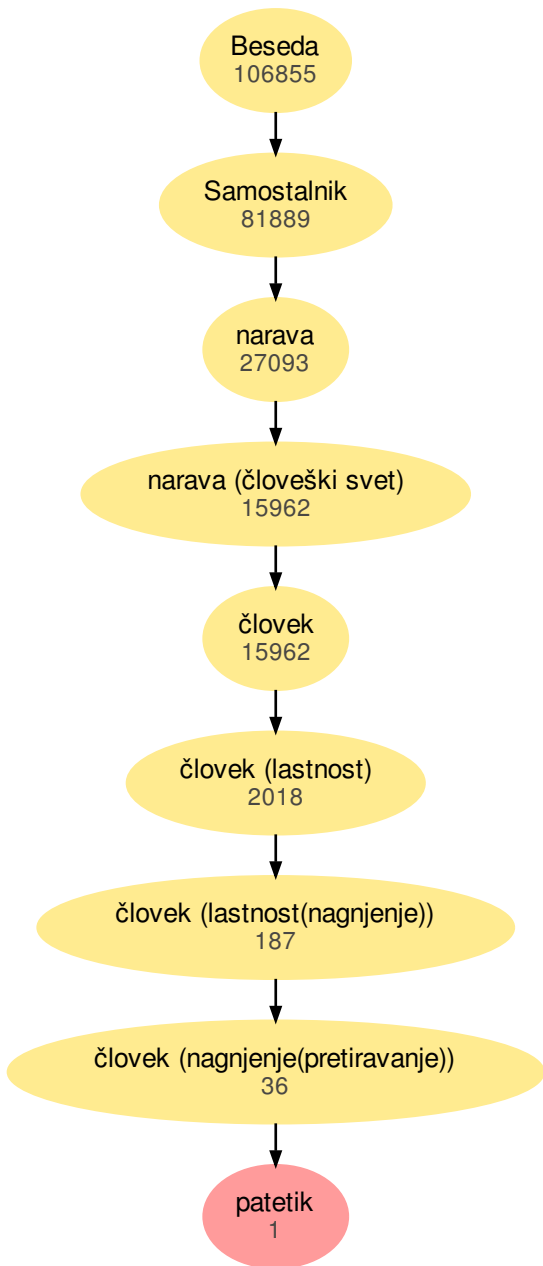 Beseda
106855
Samostalnik
81889
narava
27093
narava (človeški svet)
15962
človek
15962
človek (lastnost)
2018
človek (lastnost(nagnjenje))
187
človek (nagnjenje(pretiravanje))
36
patetik
1